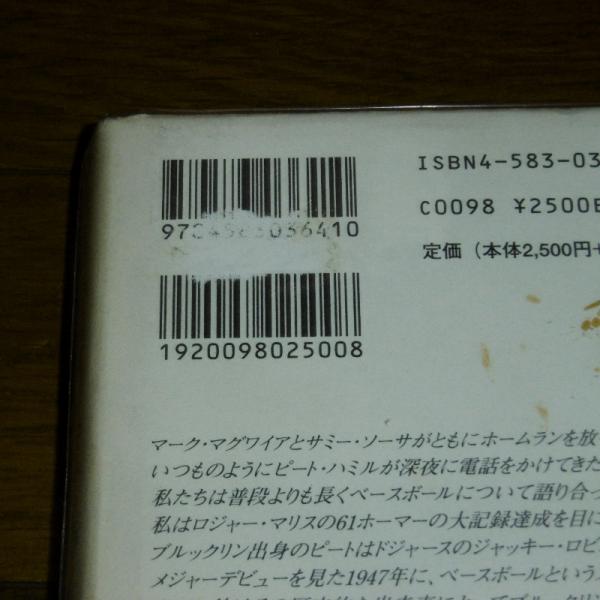 ISBN4-583-03
C0098 ¥2500E
9784583036410
定価（本体2,500円+
1920098025008
マーク・マグワイアとサミー・ソーサがともにホームランを放
いつものようにピート・ハミルが深夜に電話をかけてきた
私たちは普段よりも長くベースボールについて語り合っ
私はロジャー・マリスの61ホーマーの大記録達成を目に
ブルックリン出身のピートはドジャースのジャッキー・ロビ
メジャーデビューを見た1947年に、ベースボールという